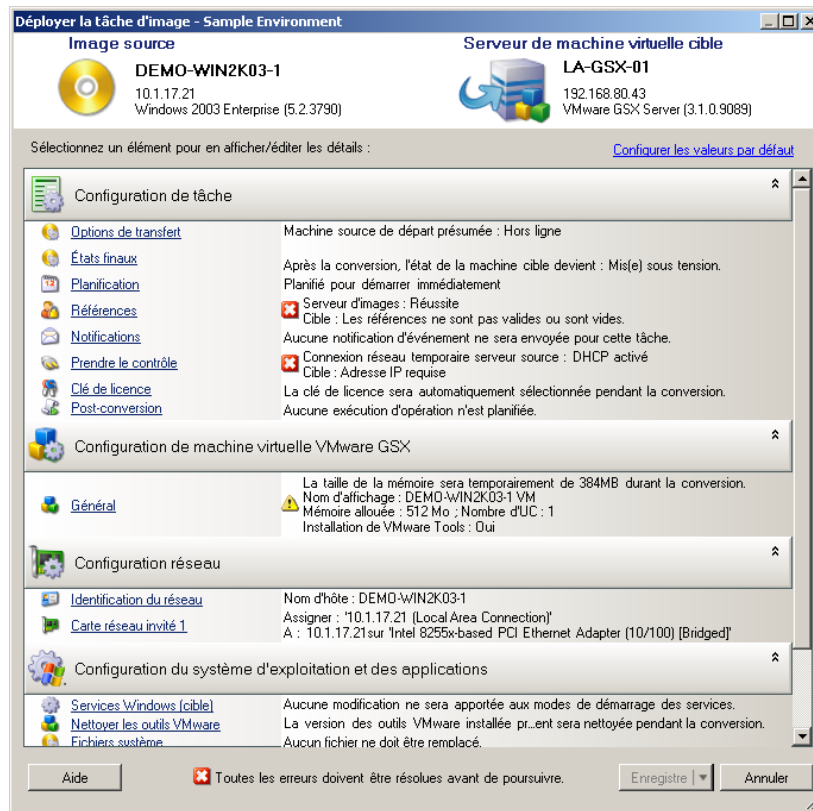 Déployer la tâche d'image - Sample Environment
Image source
Serveur de machine virtuelle cible
DEMO-WIN2K03-1
10.1.17.21
Windows 2003 Enterprise (5.2.3790)
LA-GSX-01
192.168.80.43
VMware GSX Server (3.1.0.9089)
Sélectionnez un élément pour en afficher/éditer les détails :
Configurer les valeurs par défaut
Configuration de tâche
Options de transfert
Machine source de départ présumée : Hors ligne
États finaux
Après la conversion, l'état de la machine cible devient : Mis(e) sous tension.
Planification
Planifié pour démarrer immédiatement
Références
Serveur d'images : Réussite
Cible : Les références ne sont pas valides ou sont vides.
Notifications
Aucune notification d'événement ne sera envoyée pour cette tâche.
Prendre le contrôle
Connexion réseau temporaire serveur source : DHCP activé
Cible : Adresse IP requise
Clé de licence
La clé de licence sera automatiquement sélectionnée pendant la conversion.
Post-conversion
Aucune exécution d'opération n'est planifiée.
Configuration de machine virtuelle VMware GSX
Général
La taille de la mémoire sera temporairement de 384MB durant la conversion.
Nom d'affichage : DEMO-WIN2K03-1 VM
Mémoire allouée : 512 Mo ; Nombre d'UC : 1
Installation de VMware Tools : Oui
Configuration réseau
Identification du réseau
Nom d'hôte : DEMO-WIN2K03-1
Carte réseau invité 1
Assigner : '10.1.17.21 (Local Area Connection)'
A : 10.1.17.21sur 'Intel 8255x-based PCI Ethernet Adapter (10/100) [Bridged]'
Configuration du système d'exploitation et des applications
Services Windows (cible)
Aucune modification ne sera apportée aux modes de démarrage des services.
Nettoyer les outils VMware
La version des outils VMware installée pr...ent sera nettoyée pendant la conversion.
Fichiers système
Aucun fichier ne doit être remplacé.
Aide
Toutes les erreurs doivent être résolues avant de poursuivre.
Enregistre
Annuler